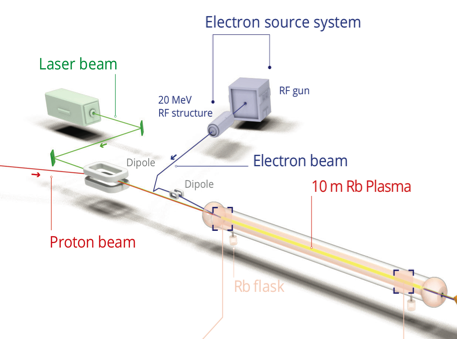 Electron source system
Laser beam
20 MeV
RF structure
RF gun
Dipole
Electron beam
Dipole
10 m Rb Plasma
Proton beam
Rb flask